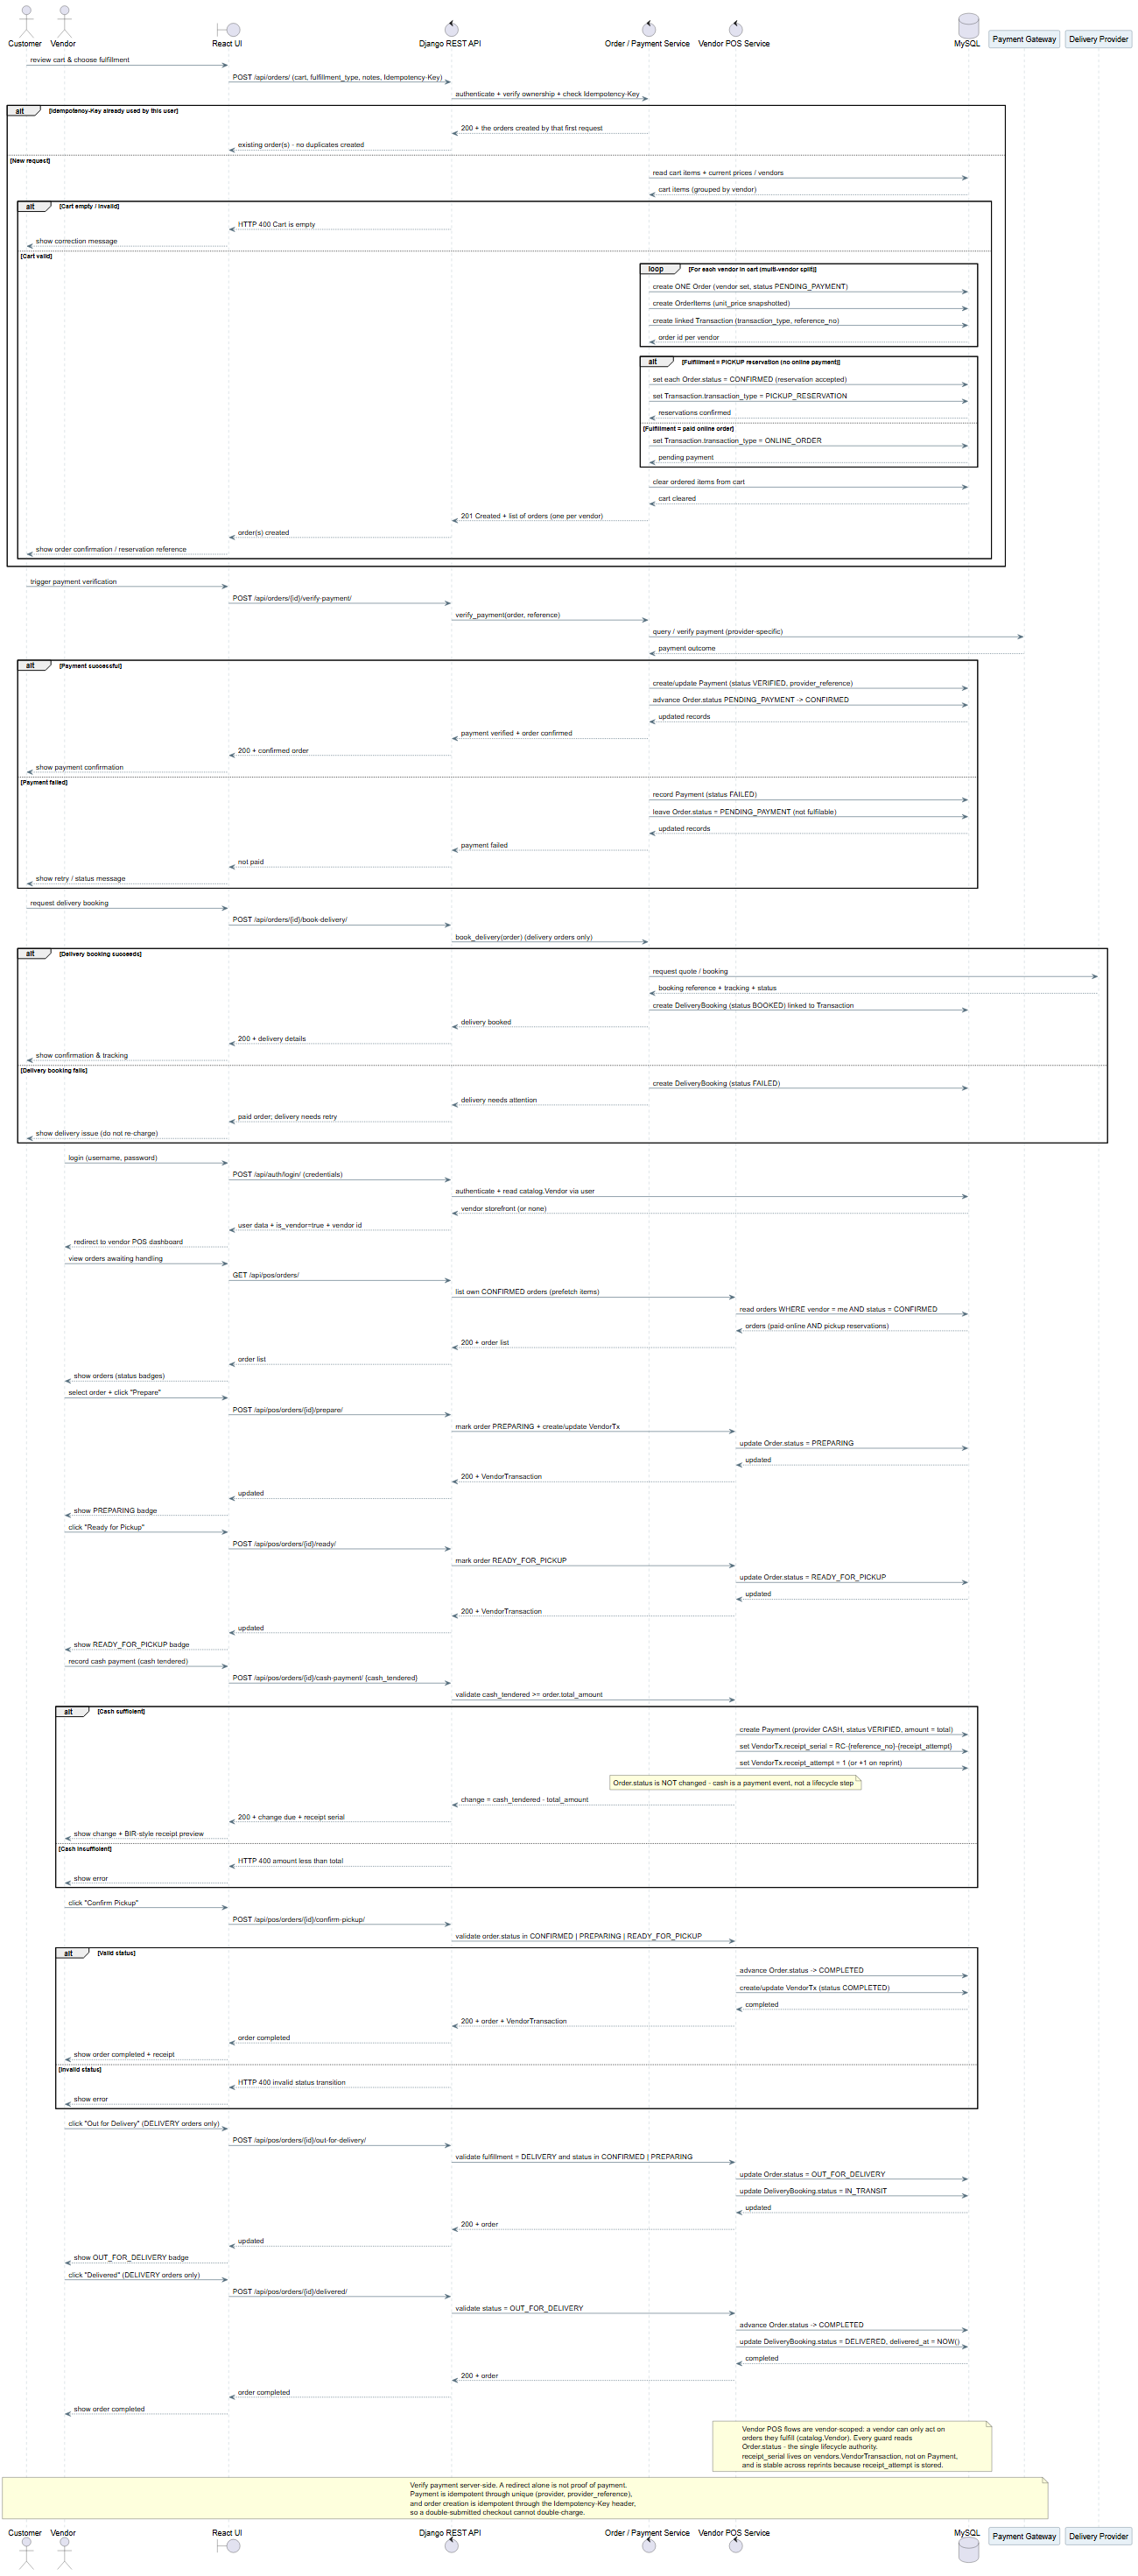 Customer
Vendor
React UI
Django REST API
Order / Payment Service
Vendor POS Service
MySQL
Payment Gateway
Delivery Provider
review cart & choose fulfillment
POST /api/orders/ (cart, fulfillment_type, notes, Idempotency-Key)
authenticate + verify ownership + check Idempotency-Key
alt
[Idempotency-Key already used by this user]
200 + the orders created by that first request
existing order(s) - no duplicates created
[New request]
read cart items + current prices / vendors
cart items (grouped by vendor)
alt
[Cart empty / invalid]
HTTP 400 Cart is empty
show correction message
[Cart valid]
loop
[For each vendor in cart (multi-vendor split)]
create ONE Order (vendor set, status PENDING_PAYMENT)
create OrderItems (unit_price snapshotted)
create linked Transaction (transaction_type, reference_no)
order id per vendor
alt
[Fulfillment = PICKUP reservation (no online payment)]
set each Order.status = CONFIRMED (reservation accepted)
set Transaction.transaction_type = PICKUP_RESERVATION
reservations confirmed
[Fulfillment = paid online order]
set Transaction.transaction_type = ONLINE_ORDER
pending payment
clear ordered items from cart
cart cleared
201 Created + list of orders (one per vendor)
order(s) created
show order confirmation / reservation reference
trigger payment verification
POST /api/orders/{id}/verify-payment/
verify_payment(order, reference)
query / verify payment (provider-specific)
payment outcome
alt
[Payment successful]
create/update Payment (status VERIFIED, provider_reference)
advance Order.status PENDING_PAYMENT -> CONFIRMED
updated records
payment verified + order confirmed
200 + confirmed order
show payment confirmation
[Payment failed]
record Payment (status FAILED)
leave Order.status = PENDING_PAYMENT (not fulfilable)
updated records
payment failed
not paid
show retry / status message
request delivery booking
POST /api/orders/{id}/book-delivery/
book_delivery(order) (delivery orders only)
alt
[Delivery booking succeeds]
request quote / booking
booking reference + tracking + status
create DeliveryBooking (status BOOKED) linked to Transaction
delivery booked
200 + delivery details
show confirmation & tracking
[Delivery booking fails]
create DeliveryBooking (status FAILED)
delivery needs attention
paid order; delivery needs retry
show delivery issue (do not re-charge)
login (username, password)
POST /api/auth/login/ (credentials)
authenticate + read catalog.Vendor via user
vendor storefront (or none)
user data + is_vendor=true + vendor id
redirect to vendor POS dashboard
view orders awaiting handling
GET /api/pos/orders/
list own CONFIRMED orders (prefetch items)
read orders WHERE vendor = me AND status = CONFIRMED
orders (paid-online AND pickup reservations)
200 + order list
order list
show orders (status badges)
select order + click "Prepare"
POST /api/pos/orders/{id}/prepare/
mark order PREPARING + create/update VendorTx
update Order.status = PREPARING
updated
200 + VendorTransaction
updated
show PREPARING badge
click "Ready for Pickup"
POST /api/pos/orders/{id}/ready/
mark order READY_FOR_PICKUP
update Order.status = READY_FOR_PICKUP
updated
200 + VendorTransaction
updated
show READY_FOR_PICKUP badge
record cash payment (cash tendered)
POST /api/pos/orders/{id}/cash-payment/ {cash_tendered}
validate cash_tendered >= order.total_amount
alt
[Cash sufficient]
create Payment (provider CASH, status VERIFIED, amount = total)
set VendorTx.receipt_serial = RC-{reference_no}-{receipt_attempt}
set VendorTx.receipt_attempt = 1 (or +1 on reprint)
Order.status is NOT changed - cash is a payment event, not a lifecycle step
change = cash_tendered - total_amount
200 + change due + receipt serial
show change + BIR-style receipt preview
[Cash insufficient]
HTTP 400 amount less than total
show error
click "Confirm Pickup"
POST /api/pos/orders/{id}/confirm-pickup/
validate order.status in CONFIRMED | PREPARING | READY_FOR_PICKUP
alt
[Valid status]
advance Order.status -> COMPLETED
create/update VendorTx (status COMPLETED)
completed
200 + order + VendorTransaction
order completed
show order completed + receipt
[Invalid status]
HTTP 400 invalid status transition
show error
click "Out for Delivery" (DELIVERY orders only)
POST /api/pos/orders/{id}/out-for-delivery/
validate fulfillment = DELIVERY and status in CONFIRMED | PREPARING
update Order.status = OUT_FOR_DELIVERY
update DeliveryBooking.status = IN_TRANSIT
updated
200 + order
updated
show OUT_FOR_DELIVERY badge
click "Delivered" (DELIVERY orders only)
POST /api/pos/orders/{id}/delivered/
validate status = OUT_FOR_DELIVERY
advance Order.status -> COMPLETED
update DeliveryBooking.status = DELIVERED, delivered_at = NOW()
completed
200 + order
order completed
show order completed
Vendor POS flows are vendor-scoped: a vendor can only act on
orders they fulfill (catalog.Vendor). Every guard reads
Order.status - the single lifecycle authority.
receipt_serial lives on vendors.VendorTransaction, not on Payment,
and is stable across reprints because receipt_attempt is stored.
Verify payment server-side. A redirect alone is not proof of payment.
Payment is idempotent through unique (provider, provider_reference),
and order creation is idempotent through the Idempotency-Key header,
so a double-submitted checkout cannot double-charge.
Customer
Vendor
React UI
Django REST API
Order / Payment Service
Vendor POS Service
MySQL
Payment Gateway
Delivery Provider